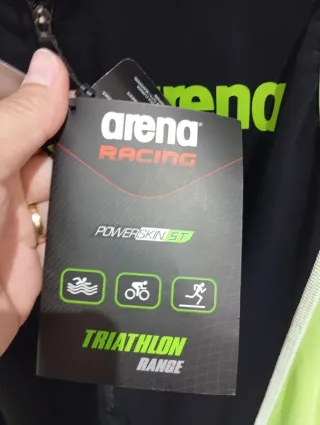 arena
arena
RACING
POWERSKIN ST
TRIATHLON
RANGE